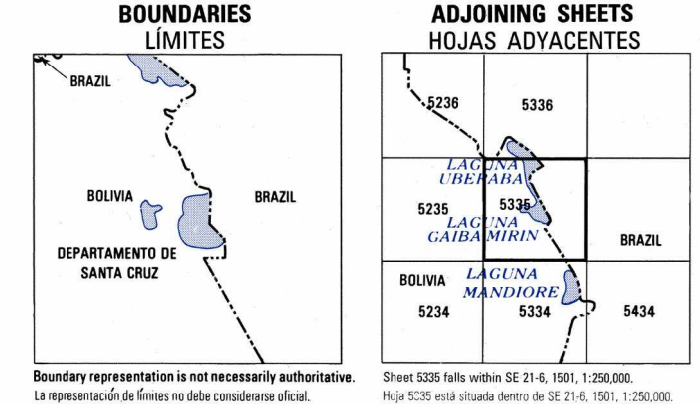 BOUNDARIES
LÍMITES
BRAZIL
BOLIVIA
BRAZIL
DEPARTAMENTO DE
SANTA CRUZ
Boundary representation is not necessarily authoritative.
La representación de límites no debe considerarse oficial.
ADJOINING SHEETS
HOJAS ADYACENTES
5236
5336
LAGUNA
UBERABA
5235
5335
LAGUNA
GAIBA MIRIN
BRAZIL
BOLIVIA
LAGUNA
MANDIORE
5234
5334
5434
Sheet 5335 falls within SE 21-6, 1501, 1:250,000.
Hoja 5335 está situada dentro de SE 21-6, 1501, 1:250,000.